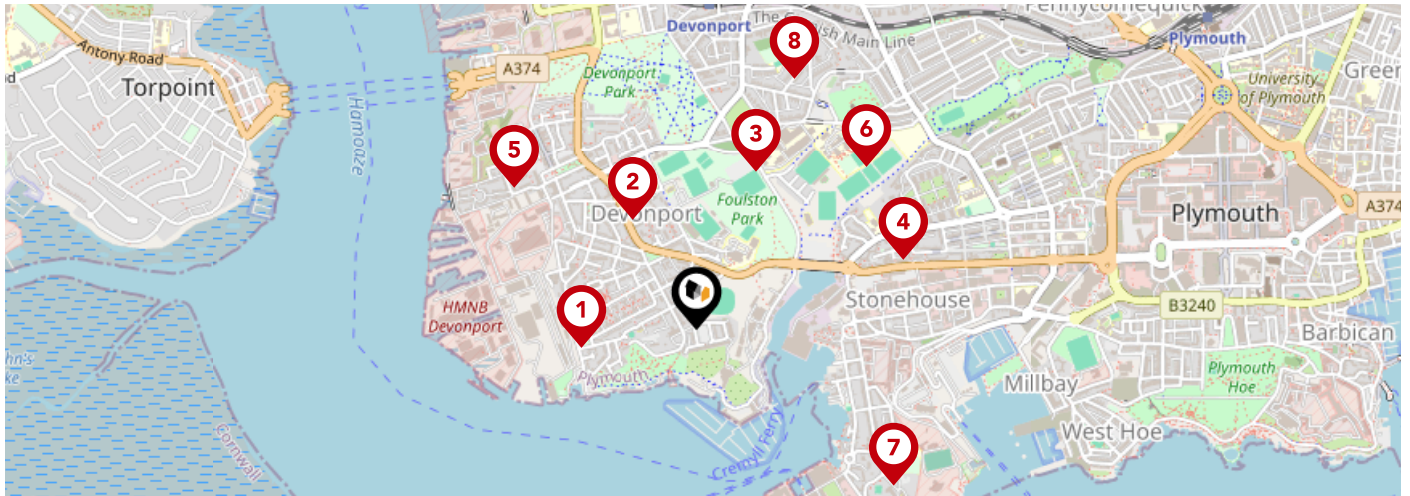 Pennycomequick
Devonport
The Cornish Main Line
8
Plymouth
Antony Road
Torpoint
A374
Devonport
Park
University
of Plymouth
Green
Hamoaze
5
3
6
2
Devonport
Foulston
Park
4
Plymouth
A374
HMNB
Devonport
1
Stonehouse
B3240
Barbican
Plymouth
Millbay
Plymouth
Hoe
hn's
ke
Cornwall
Cremyll Ferry
7
West Hoe